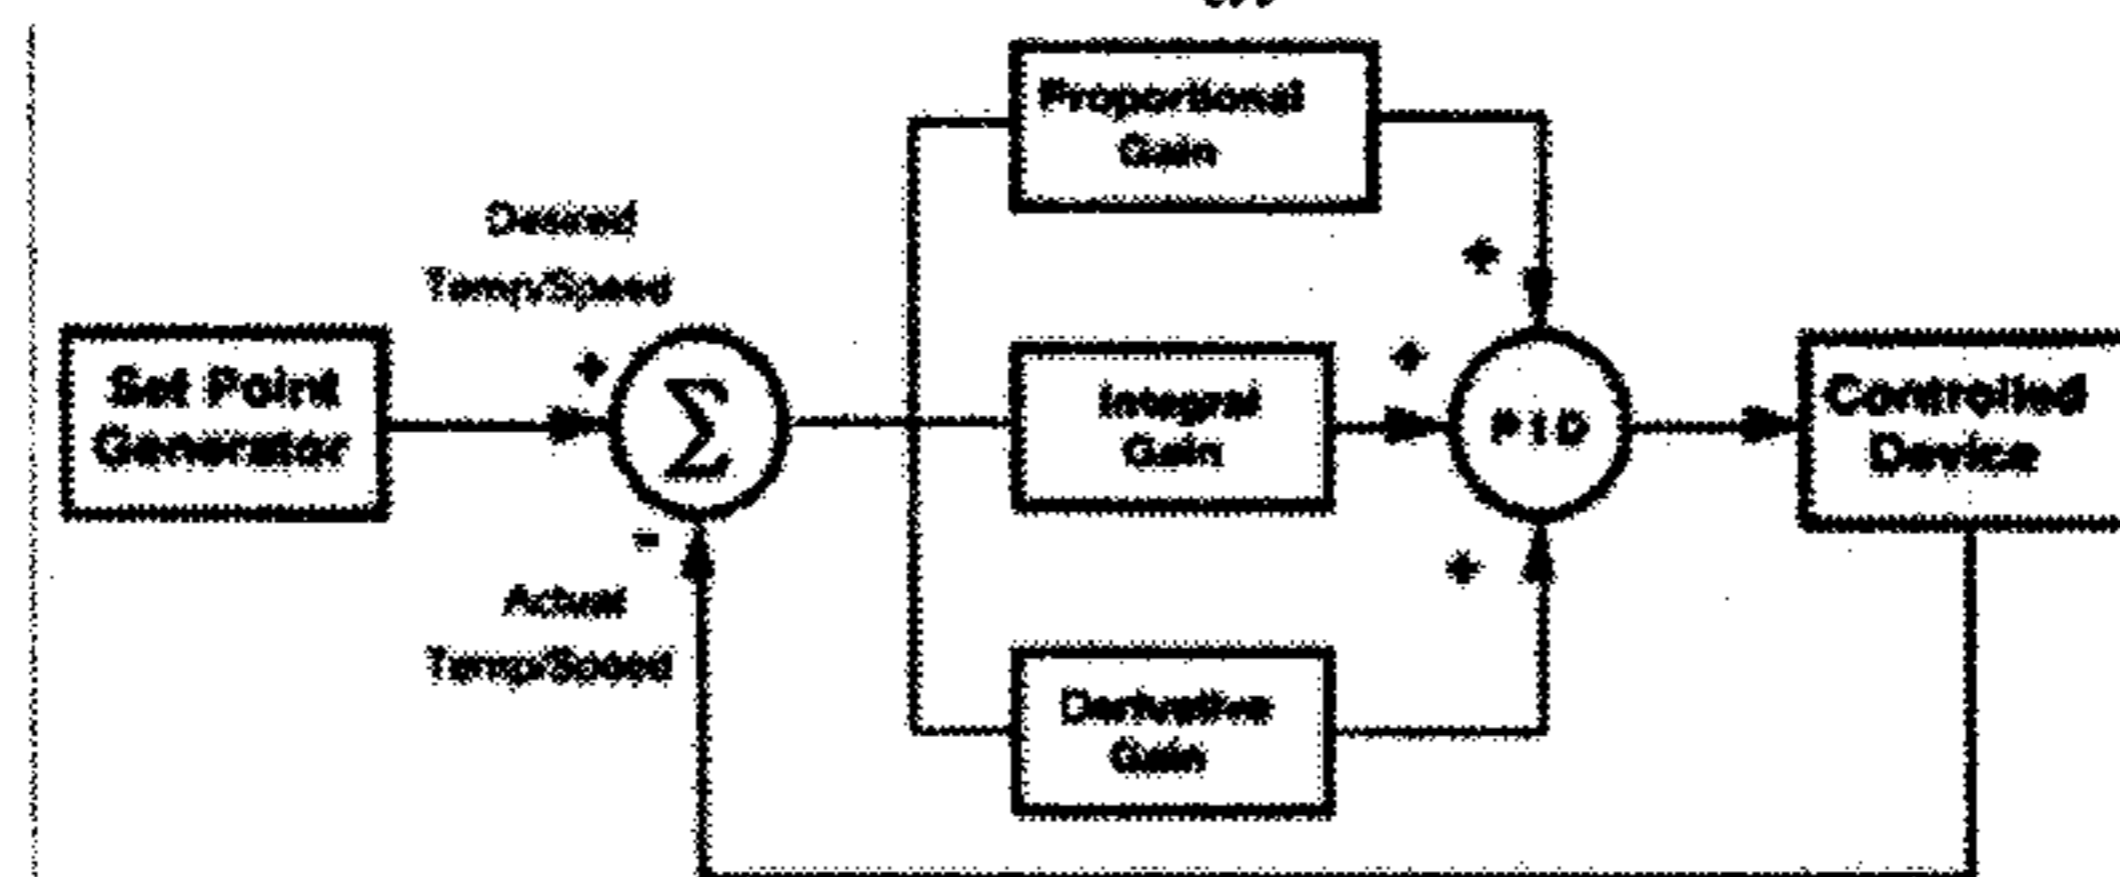 Proportional
Gain
Desired
Temp/Speed
+
+
Set Point
Generator
+
Σ
Integral
Gain
+
PID
Controlled
Device
-
Actual
Temp/Speed
+
Derivative
Gain